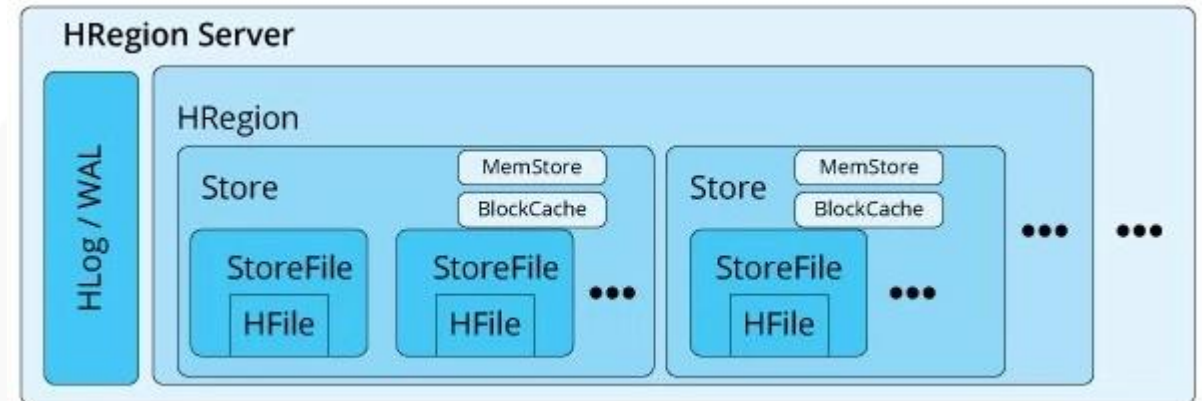 HRegion Server
HLog / WAL
HRegion
Store
MemStore
BlockCache
StoreFile
HFile
StoreFile
HFile
•••
Store
MemStore
BlockCache
StoreFile
HFile
•••
•••
•••